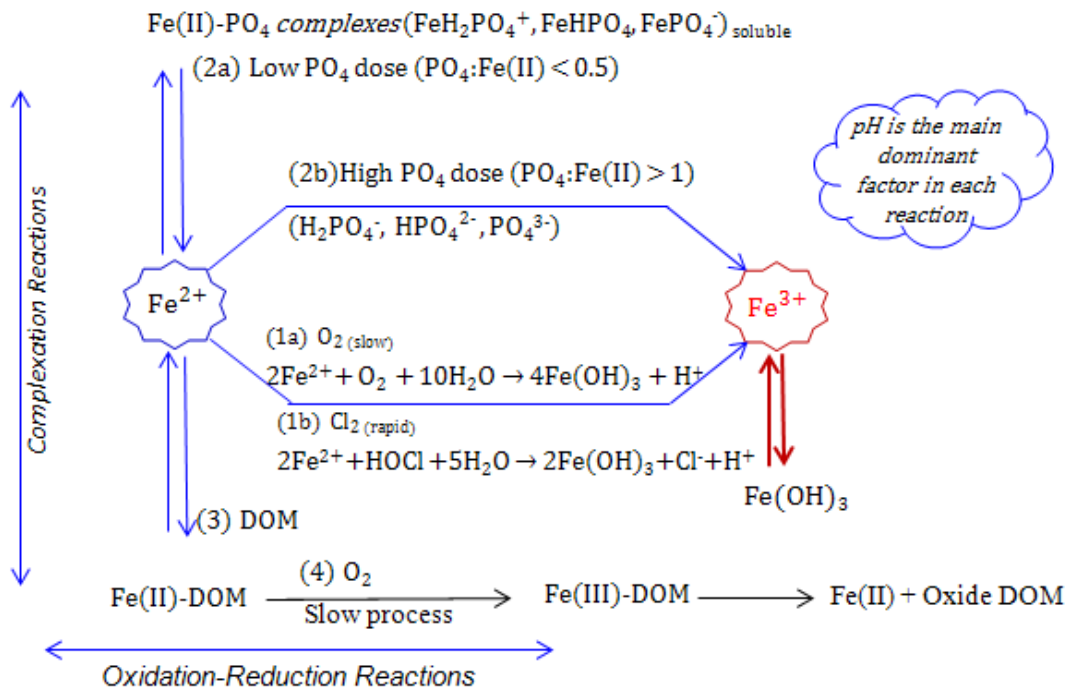 Fe(II)-PO₄ complexes (FeH₂PO₄⁺, FeHPO₄, FePO₄⁻) soluble
(2a) Low PO₄ dose (PO₄:Fe(II) < 0.5)
pH is the main
dominant
factor in each
reaction
(2b)High PO₄ dose (PO₄:Fe(II) > 1)
(H₂PO₄⁻, HPO₄²⁻, PO₄³⁻)
Complexation Reactions
Fe²⁺
Fe³⁺
(1a) O₂ (slow)
2Fe²⁺ + O₂ + 10H₂O → 4Fe(OH)₃ + H⁺
(1b) Cl₂ (rapid)
2Fe²⁺+HOCl+5H₂O → 2Fe(OH)₃+Cl⁻+H⁺
Fe(OH)₃
(3) DOM
Fe(II)-DOM
(4) O₂
Slow process
Fe(III)-DOM
Fe(II) + Oxide DOM
Oxidation-Reduction Reactions